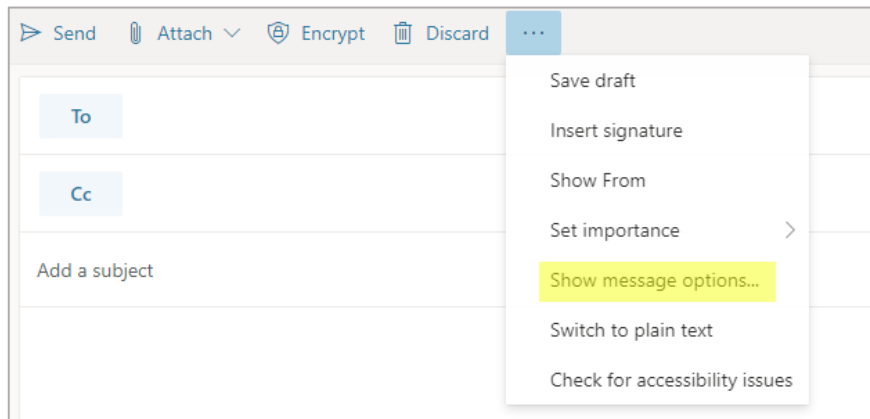 Send Attach Encrypt Discard ...
Save draft
To
Insert signature
Show From
Cc
Set importance
Add a subject
Show message options...
Switch to plain text
Check for accessibility issues